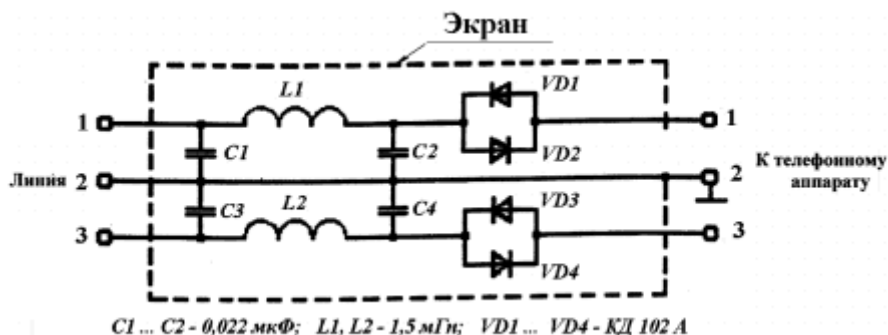 Экран
L1
VD1
1
1
C1
C2
VD2
Линия
2
2
К телефонному
аппарату
C3
L2
C4
VD3
3
3
VD4
C1 ... C2 - 0,022 мкФ; L1, L2 - 1,5 мГн; VD1 ... VD4 - КД 102 А